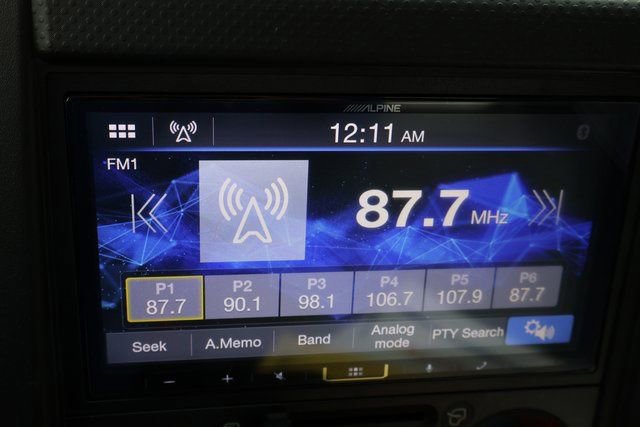 ALPINE
12:11 AM
FM1
87.7 MHz
P1 P2 P3 P4 P5 P6
87.7 90.1 98.1 106.7 107.9 87.7
Seek A.Memo Band Analog mode PTY Search